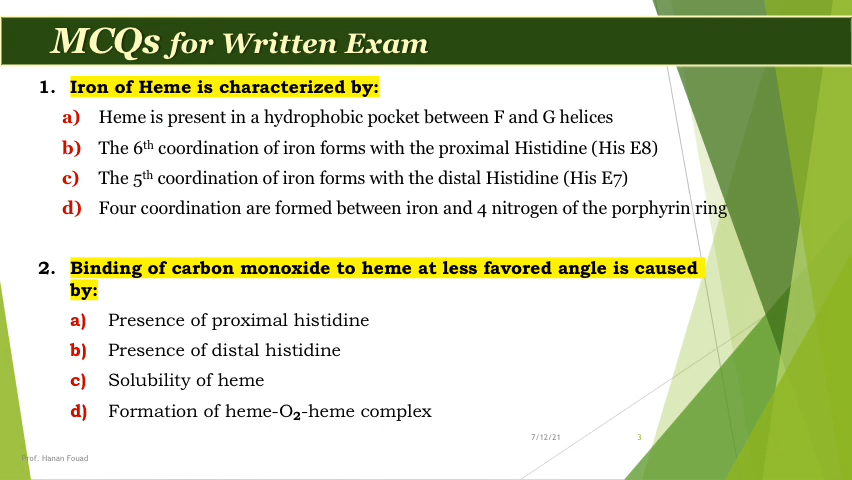 MCQs for Written Exam
1. Iron of Heme is characterized by:
a) Heme is present in a hydrophobic pocket between F and G helices
b) The 6th coordination of iron forms with the proximal Histidine (His E8)
c) The 5th coordination of iron forms with the distal Histidine (His E7)
d) Four coordination are formed between iron and 4 nitrogen of the porphyrin ring
2. Binding of carbon monoxide to heme at less favored angle is caused
by:
a) Presence of proximal histidine
b) Presence of distal histidine
c) Solubility of heme
d) Formation of heme-O2-heme complex
7/12/21 3
Prof. Hanan Fouad